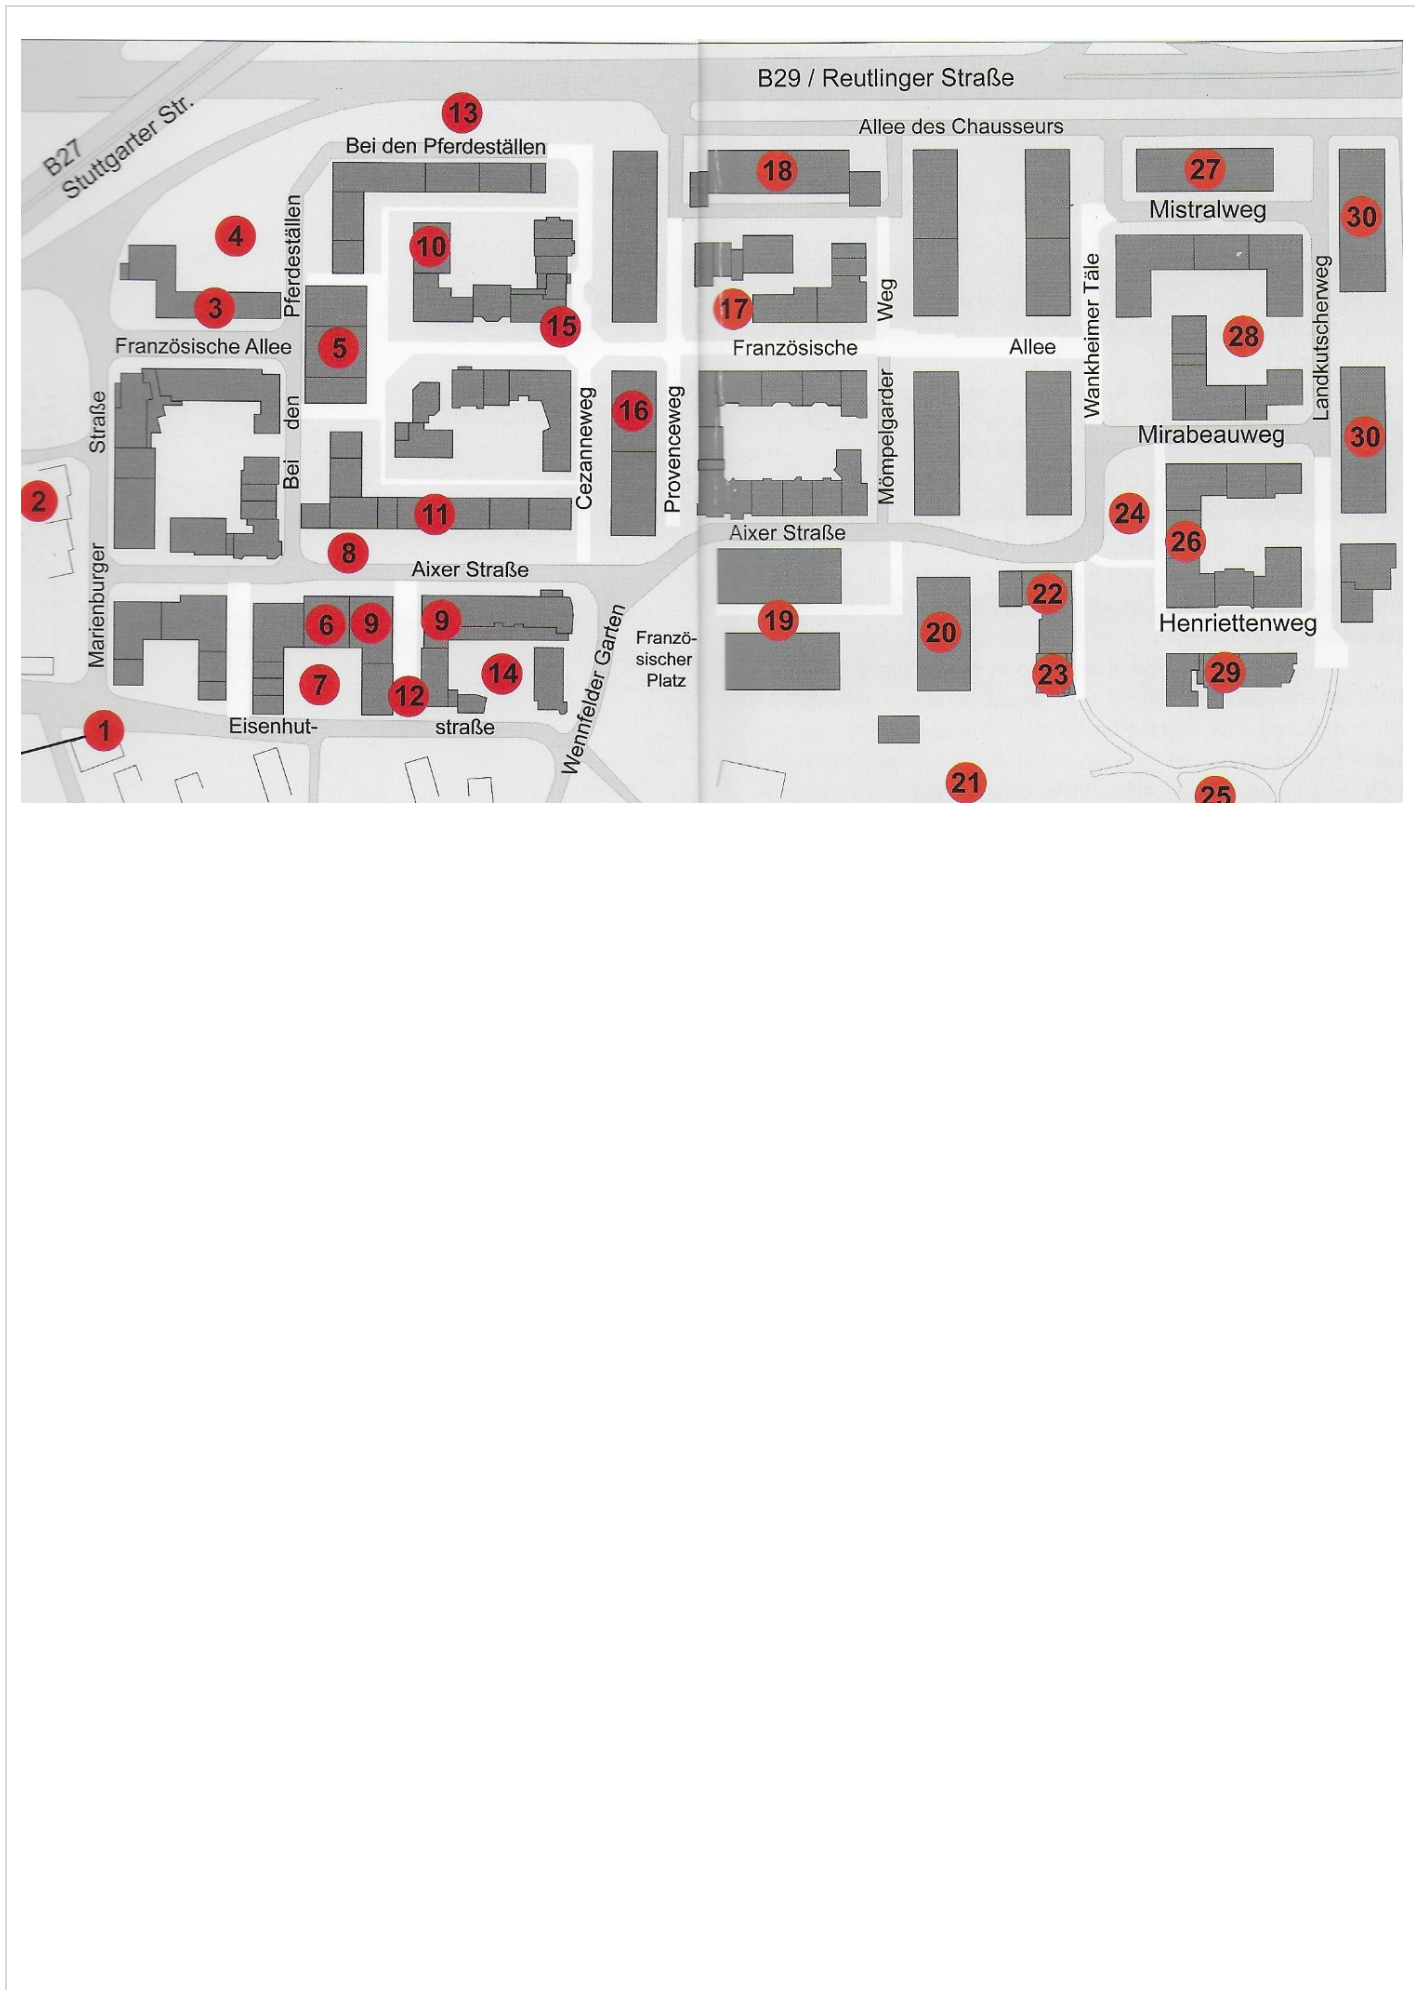 B29 / Reutlinger Straße
B27
Stuttgarter Str.
13
Allee des Chausseurs
Bei den Pferdeställen
18
27
Mistralweg
30
4
Pferdeställen
10
3
15
17
Weg
Wankheimer Täle
28
Landkutscherweg
Französische Allee
5
Französische
Allee
Straße
den
Bei
16
Cezanneweg
Provenceweg
Mömpelgarder
Mirabeauweg
30
2
11
24
26
8
Aixer Straße
Aixer Straße
Marienburger
6
9
9
Wennfelder Garten
Franzö-
sischer
Platz
19
20
22
23
Henriettenweg
29
7
12
14
1
Eisenhut-
straße
21
25